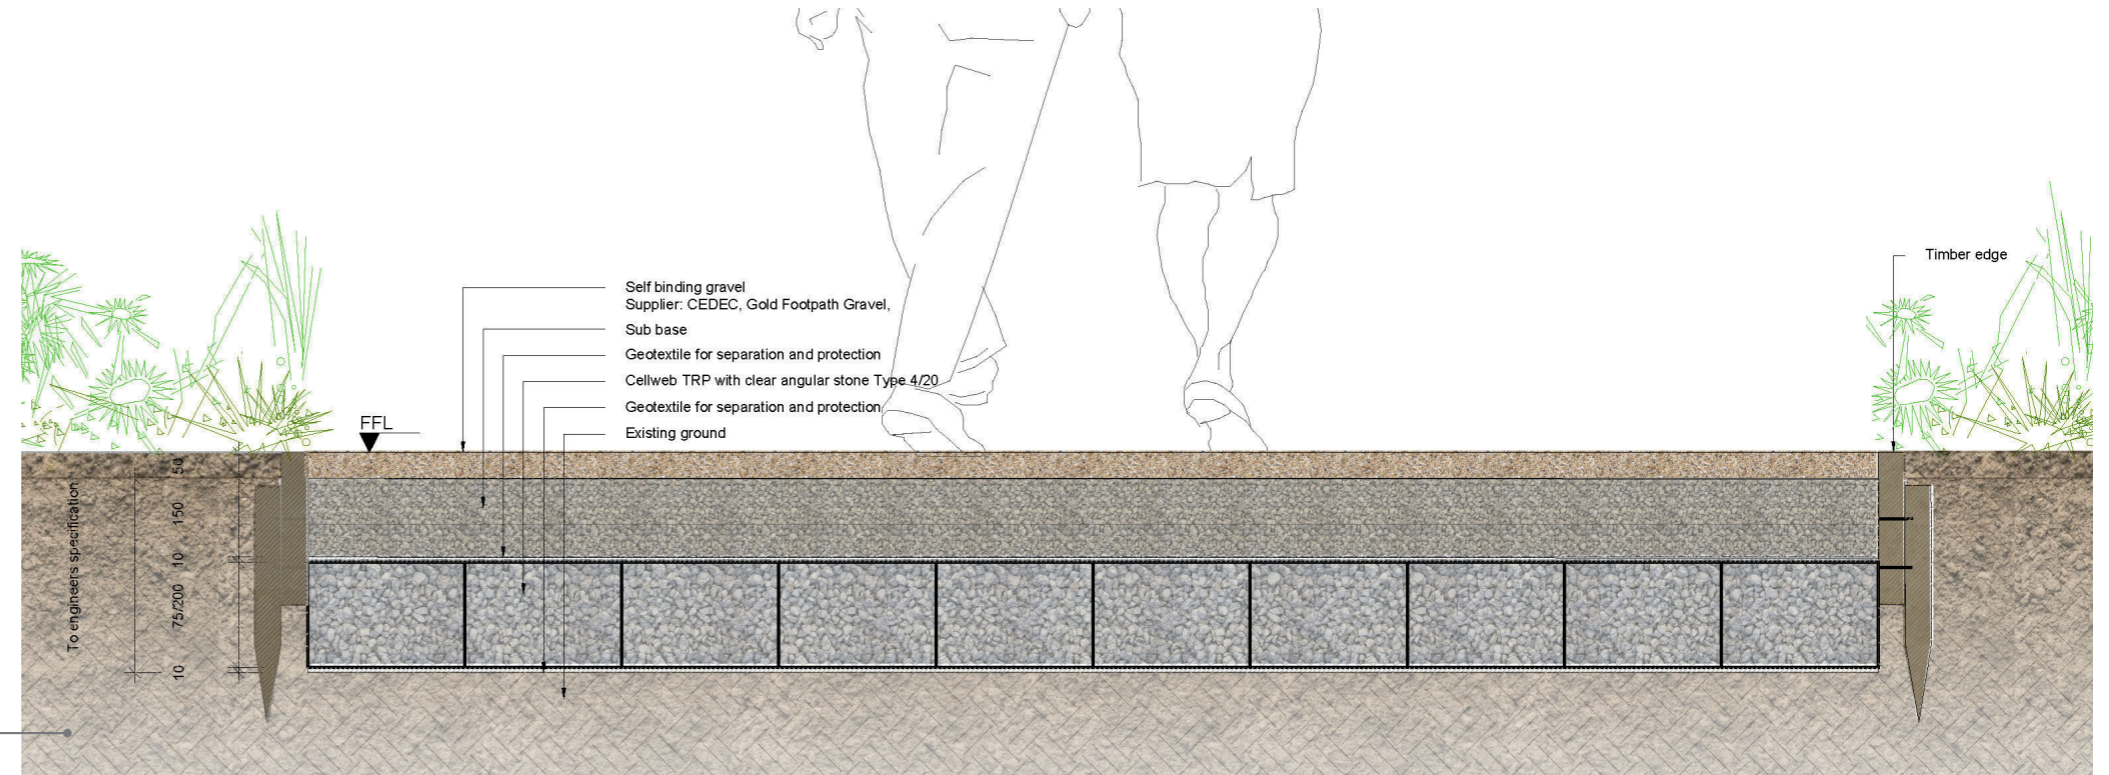 Timber edge
Self binding gravel
Supplier: CEDEC, Gold Footpath Gravel,
Sub base
Geotextile for separation and protection
Cellweb TRP with clear angular stone Type 4/20
Geotextile for separation and protection
Existing ground
FFL
50
150
10
75/200
10
To engineers specification